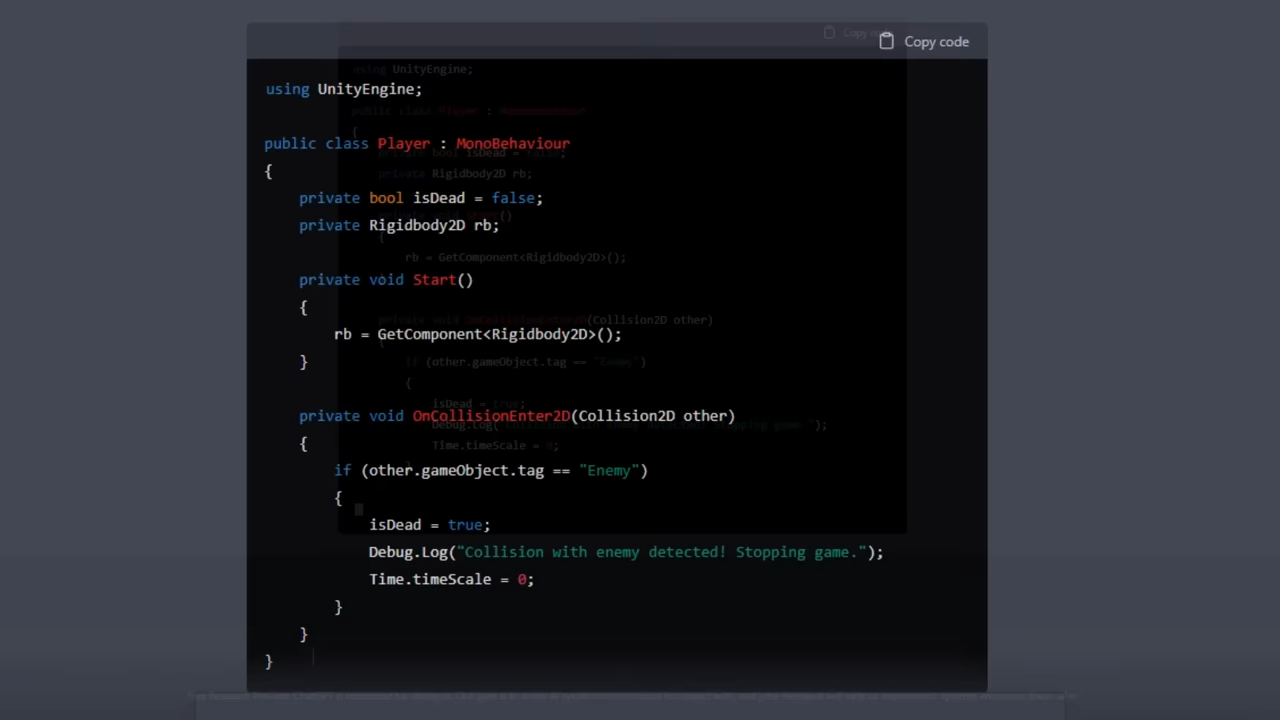 Copy code
using UnityEngine;
public class Player : MonoBehaviour
{
private bool isDead = false;
private Rigidbody2D rb;
private void Start()
{
rb = GetComponent<Rigidbody2D>();
}
private void OnCollisionEnter2D(Collision2D other)
{
if (other.gameObject.tag == "Enemy")
{
isDead = true;
Debug.Log("Collision with enemy detected! Stopping game.");
Time.timeScale = 0;
}
}
}